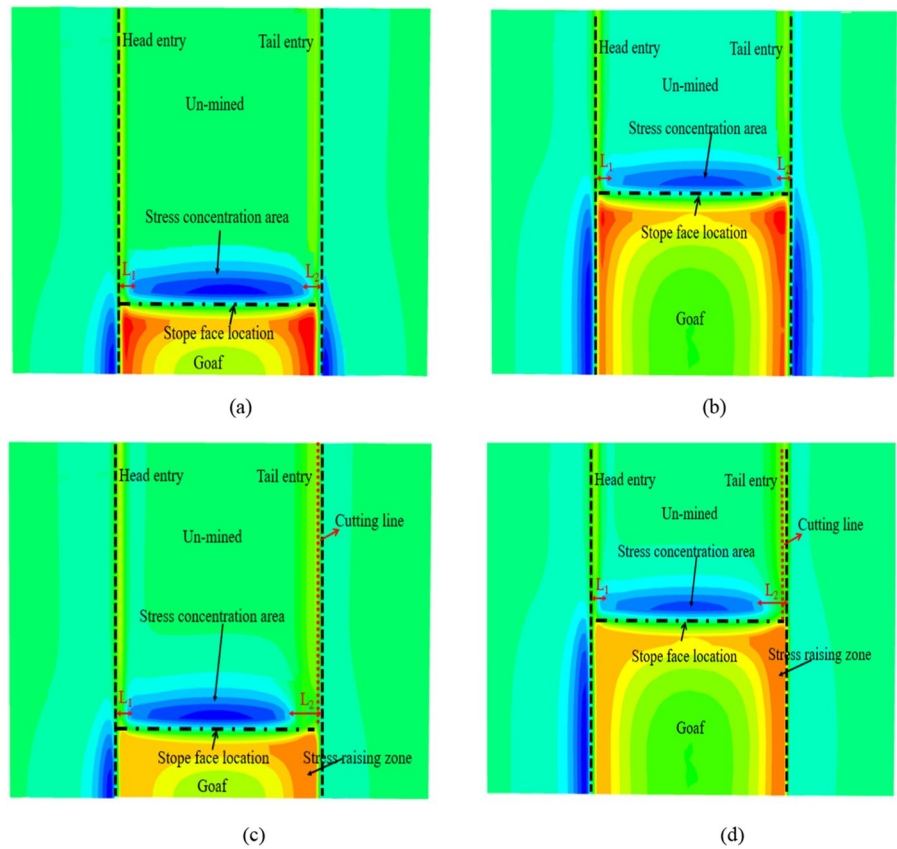 Head entry
Tail entry
Un-mined
Stress concentration area
L1
L2
Stope face location
Goaf
(a)
Head entry
Tail entry
Un-mined
Stress concentration area
L1
L
Stope face location
Goaf
(b)
Head entry
Tail entry
Cutting line
Un-mined
Stress concentration area
L1
L2
Stope face location
Stress raising zone
Goaf
(c)
Head entry
Tail entry
Un-mined
Cutting line
Stress concentration area
L1
L2
Stope face location
Stress raising zone
Goaf
(d)